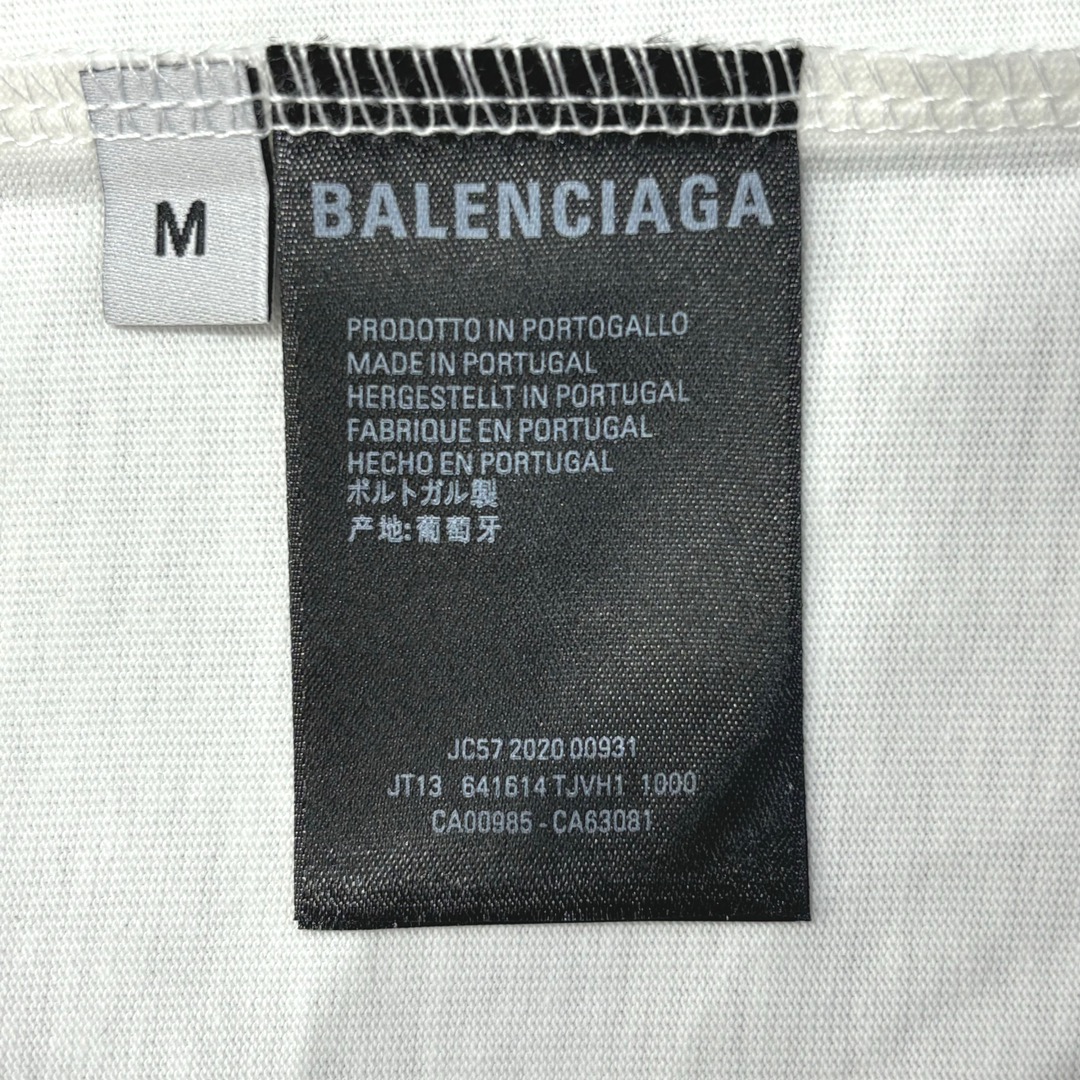 M
BALENCIAGA
PRODOTTO IN PORTOGALLO
MADE IN PORTUGAL
HERGESTELLT IN PORTUGAL
FABRIQUE EN PORTUGAL
HECHO EN PORTUGAL
ポルトガル製
产地:葡萄牙
JC57 2020 00931
JT13 641614 TJVH1 1000
CA00985 - CA63081